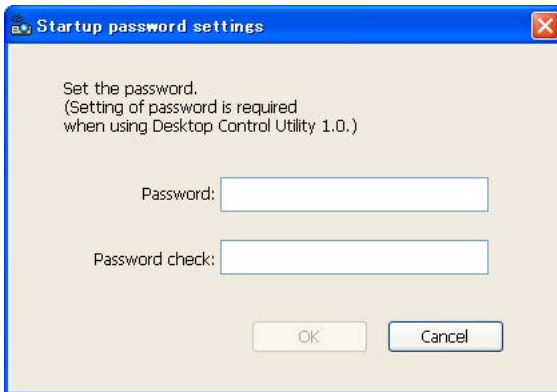 Startup password settings
Set the password.
(Setting of password is required
when using Desktop Control Utility 1.0.)
Password:
Password check:
OK
Cancel